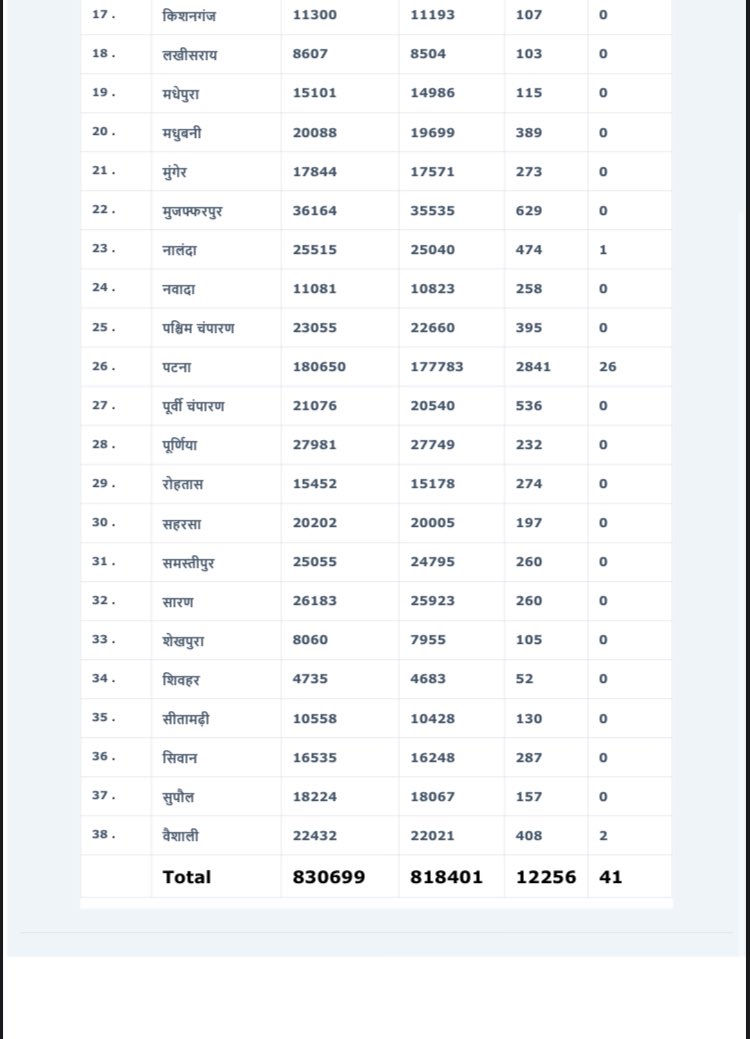 17. किशनगंज 11300 11193 107 0
18. लखीसराय 8607 8504 103 0
19. मधेपुरा 15101 14986 115 0
20. मधुबनी 20088 19699 389 0
21. मुंगेर 17844 17571 273 0
22. मुजफ्फरपुर 36164 35535 629 0
23. नालंदा 25515 25040 474 1
24. नवादा 11081 10823 258 0
25. पश्चिम चंपारण 23055 22660 395 0
26. पटना 180650 177783 2841 26
27. पूर्वी चंपारण 21076 20540 536 0
28. पूर्णिया 27981 27749 232 0
29. रोहतास 15452 15178 274 0
30. सहरसा 20202 20005 197 0
31. समस्तीपुर 25055 24795 260 0
32. सारण 26183 25923 260 0
33. शेखपुरा 8060 7955 105 0
34. शिवहर 4735 4683 52 0
35. सीतामढ़ी 10558 10428 130 0
36. सिवान 16535 16248 287 0
37. सुपौल 18224 18067 157 0
38. वैशाली 22432 22021 408 2
Total 830699 818401 12256 41